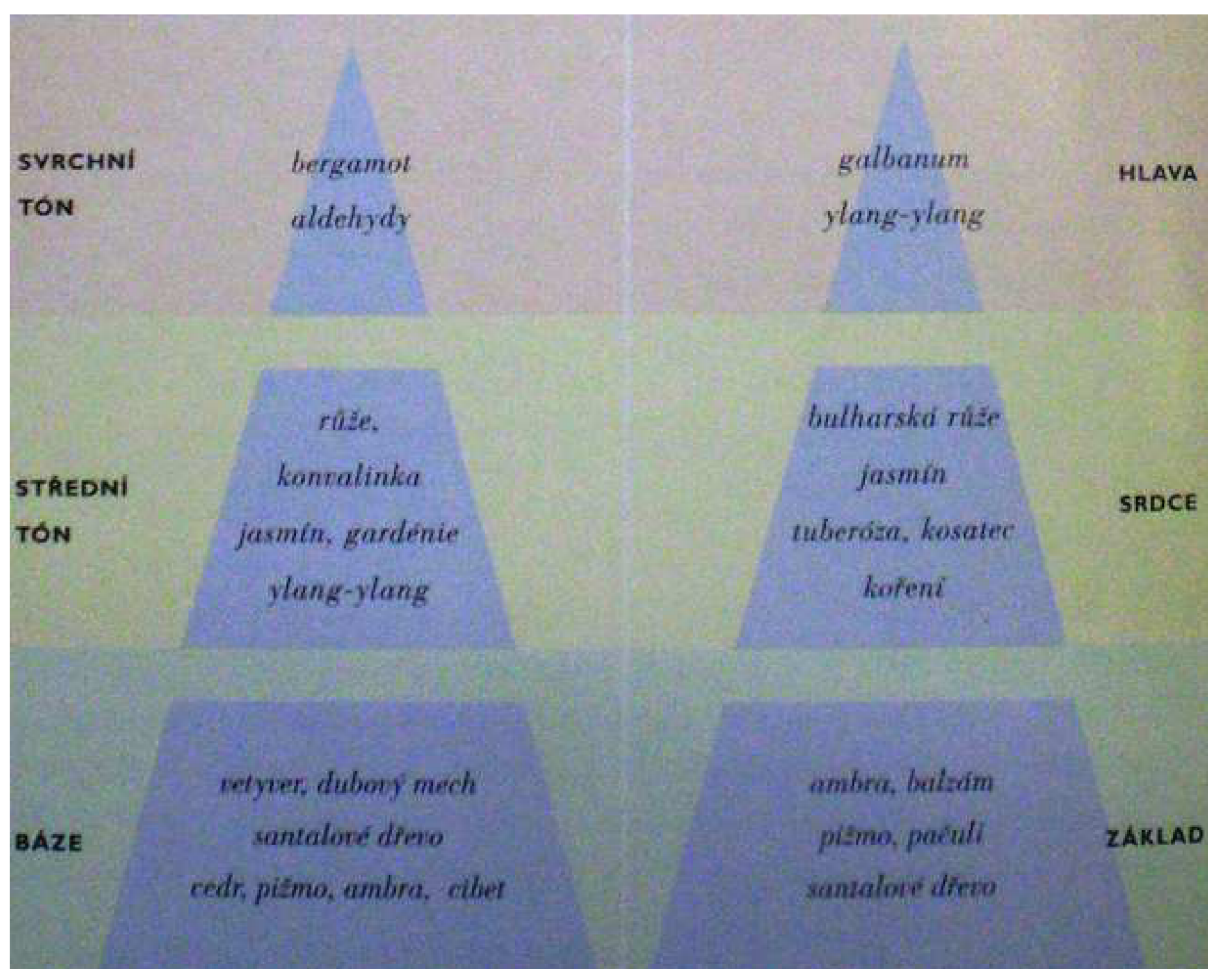 SVRCHNÍ
TÓN
bergamot
aldehydy
galbanum
ylang-ylang
HLAVA
STŘEDNÍ
TÓN
růže,
konvalinka
jasmín, gardénie
ylang-ylang
bulharská růže
jasmín
tuberóza, kosatec
koření
SRDCE
BÁZE
vetyver, dubový mech
santalové dřevo
cedr, pižmo, ambra, cibet
ambra, balzám
pižmo, pačuli
santalové dřevo
ZÁKLAD